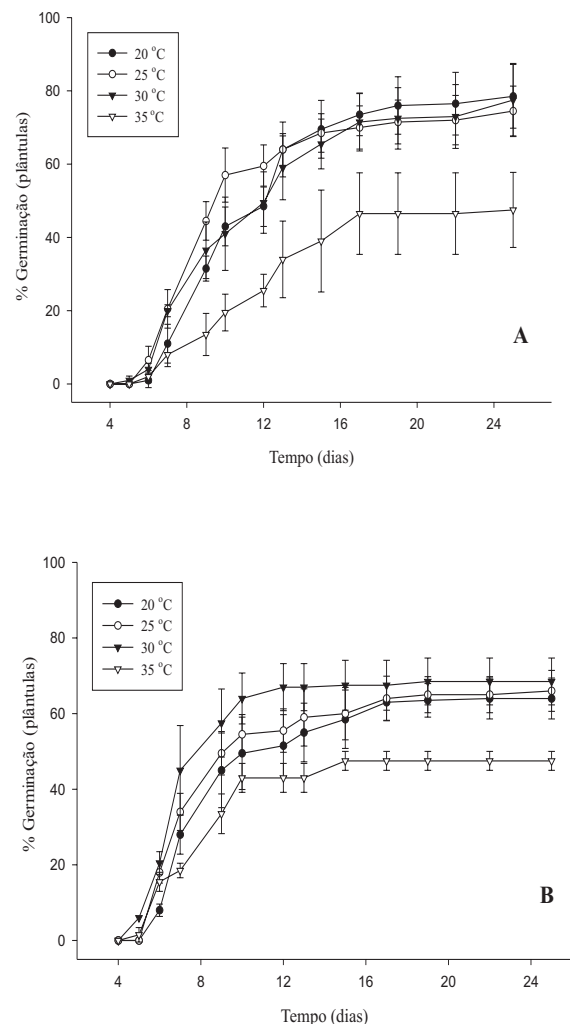 100
80
60
40
20
0
% Germinação (plântulas)
20 °C
25 °C
30 °C
35 °C
A
4 8 12 16 20 24
Tempo (dias)
100
80
60
40
20
0
% Germinação (plântulas)
20 °C
25 °C
30 °C
35 °C
B
4 8 12 16 20 24
Tempo (dias)